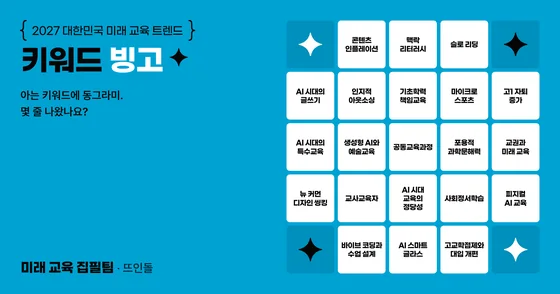 2027 대한민국 미래 교육 트렌드
키워드 빙고
아는 키워드에 동그라미.
몇 줄 나왔나요?
콘텐츠
인플레이션
맥락
리터러시
슬로 리딩
AI 시대의
글쓰기
인지적
아웃소싱
기초학력
책임교육
마이크로
스포츠
고1 자퇴
증가
AI 시대의
특수교육
생성형 AI와
예술교육
공동교육과정
포용적
과학문해력
교권과
미래 교육
뉴 커먼
디자인 씽킹
교사교육자
AI 시대
교육의
정당성
사회정서학습
피지컬
AI 교육
바이브 코딩과
수업 설계
AI 스마트
글라스
고교학점제와
대입 개편
미래 교육 집필팀 · 뜨인돌